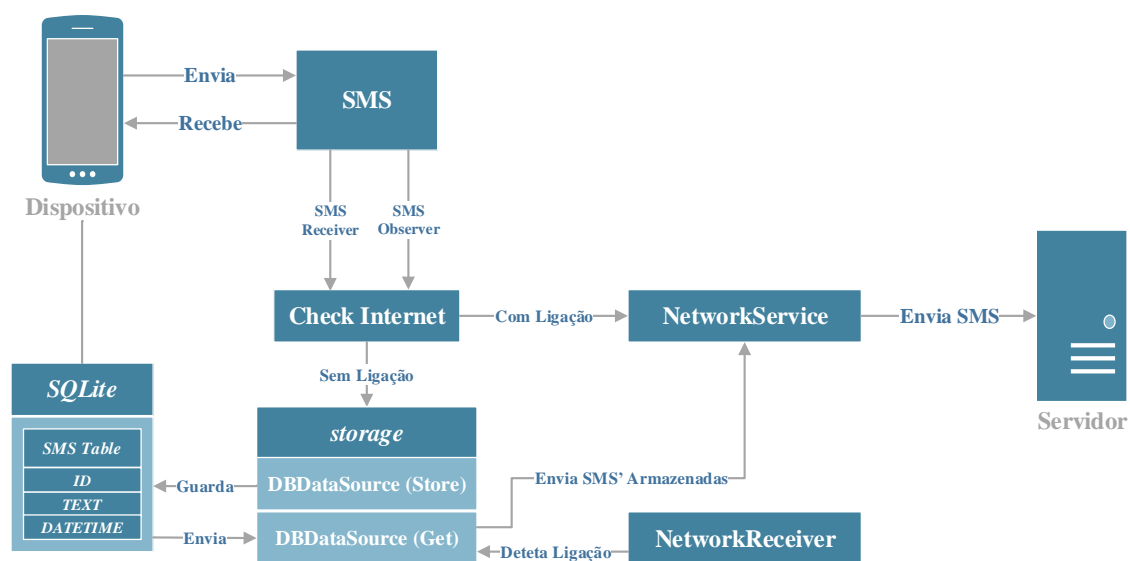 Envia
SMS
Recebe
Dispositivo
SMS
Receiver
SMS
Observer
Check Internet
Com Ligação
NetworkService
Envia SMS
Servidor
Sem Ligação
SQLite
SMS Table
ID
TEXT
DATETIME
storage
Guarda
DBDataSource (Store)
Envia SMS’ Armazenadas
Envia
DBDataSource (Get)
Deteta Ligação
NetworkReceiver